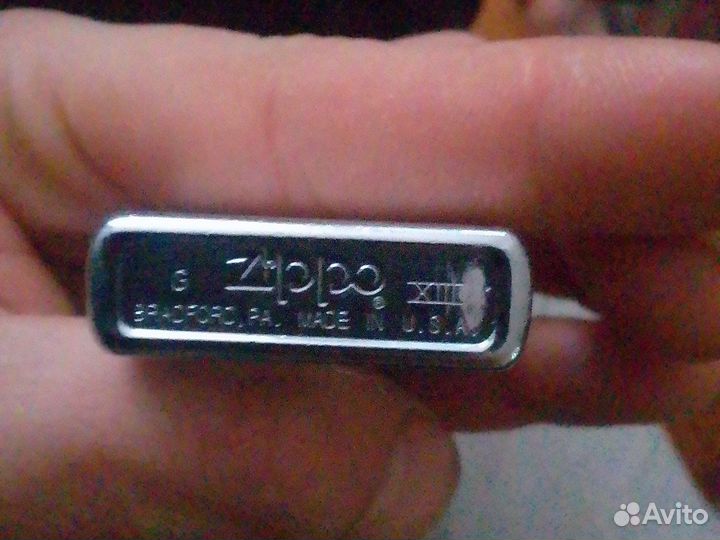 G Zippo® XIII
BRADFORD, PA. MADE IN U.S.A.
Avito